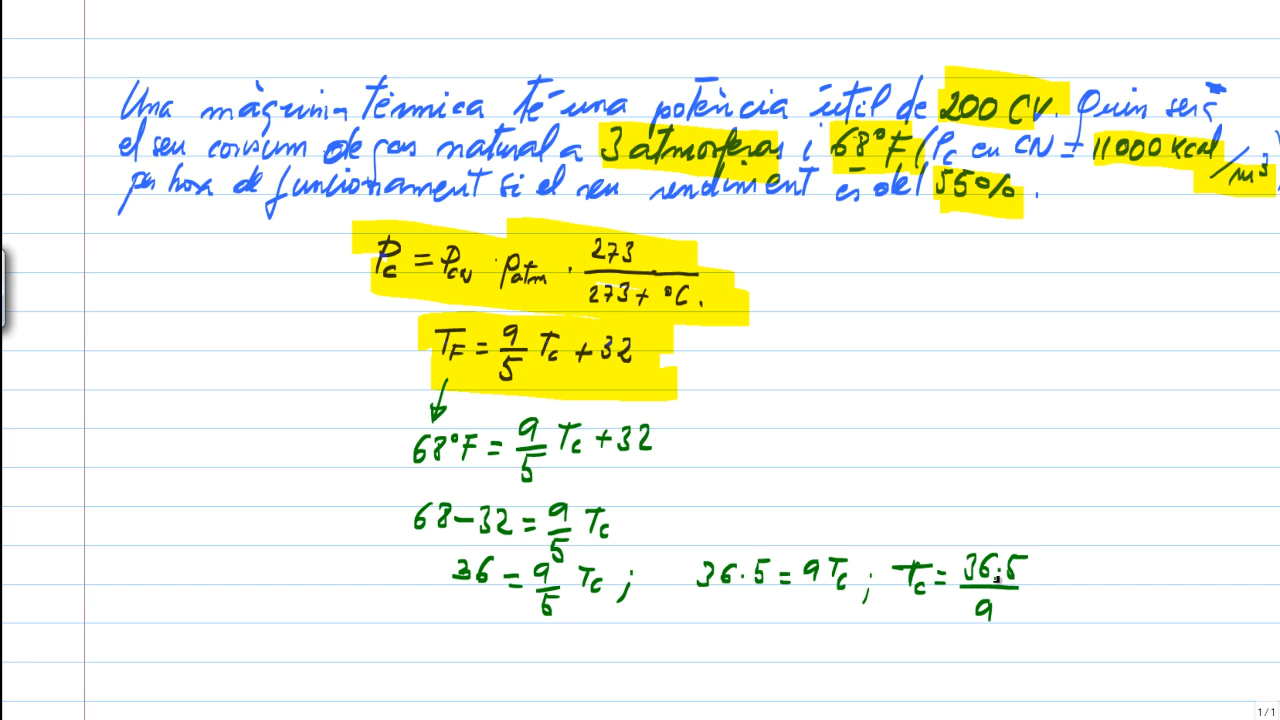 Una màquina tèrmica té una potència útil de 200 CV. Quin serà
el seu consum de gas natural a 3 atmorferas i 68°F (Pc en CN = 11000 kcal/m³)
per hora de funcionament si el seu rendiment és del 55%.
Pc = PCN · Patm · 273 / 273 + °C.
TF = 9/5 Tc + 32
68°F = 9/5 Tc + 32
68 - 32 = 9/5 Tc
36 = 9/5 Tc ; 36·5 = 9 Tc ; Tc = 36·5 / 9
1/1